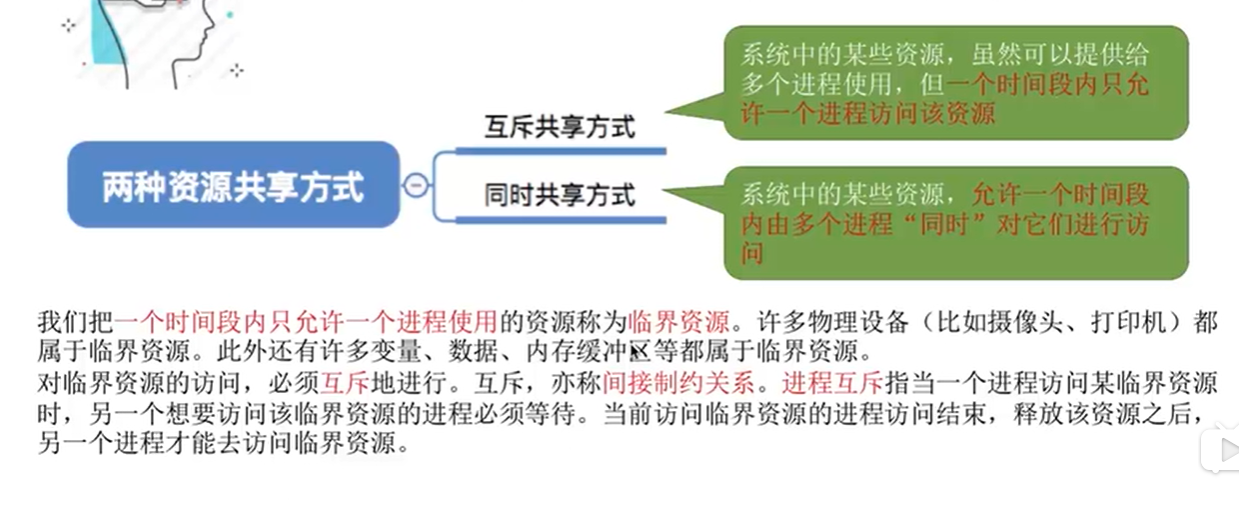 系统中的某些资源，虽然可以提供给
多个进程使用，但一个时间段内只允
许一个进程访问该资源
互斥共享方式
两种资源共享方式
同时共享方式
系统中的某些资源，允许一个时间段
内由多个进程“同时”对它们进行访
问
我们把一个时间段内只允许一个进程使用的资源称为临界资源。许多物理设备（比如摄像头、打印机）都
属于临界资源。此外还有许多变量、数据、内存缓冲区等都属于临界资源。
对临界资源的访问，必须互斥地进行。互斥，亦称间接制约关系。进程互斥指当一个进程访问某临界资源
时，另一个想要访问该临界资源的进程必须等待。当前访问临界资源的进程访问结束，释放该资源之后，
另一个进程才能去访问临界资源。